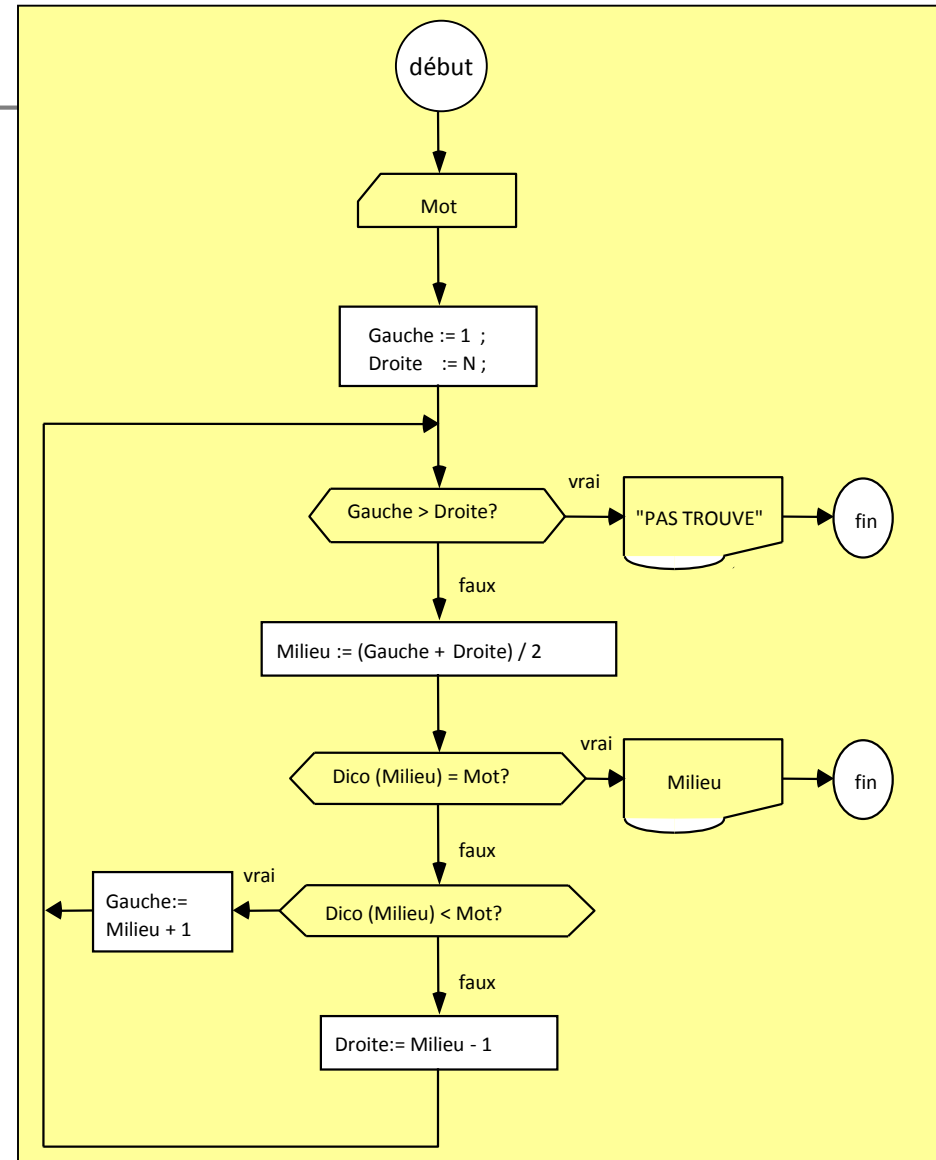 début
Mot
Gauche := 1 ;
Droite := N ;
Gauche > Droite?
vrai
"PAS TROUVE"
fin
faux
Milieu := (Gauche + Droite) / 2
Dico (Milieu) = Mot?
vrai
Milieu
fin
faux
Dico (Milieu) < Mot?
vrai
Gauche:=
Milieu + 1
faux
Droite:= Milieu - 1